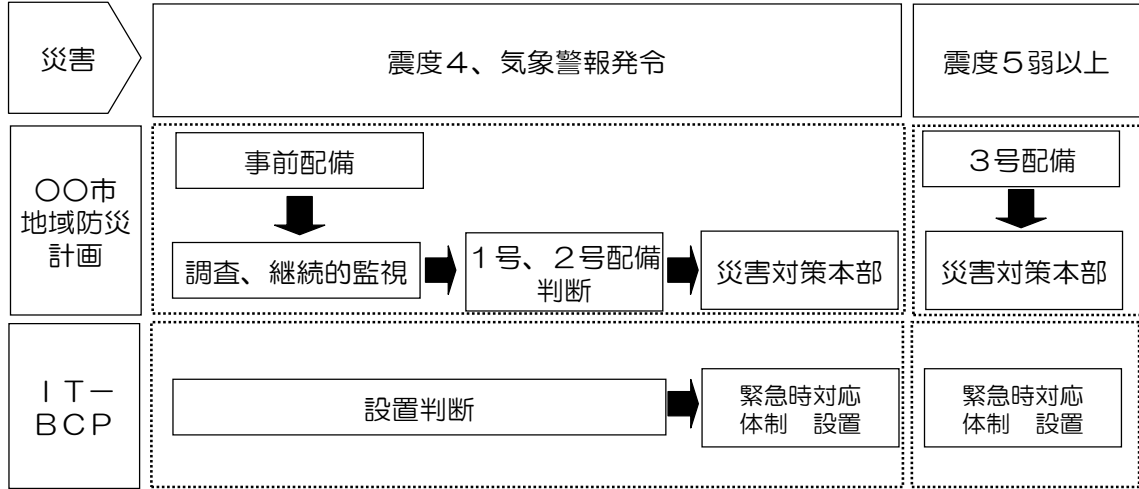 災害
震度４、気象警報発令
震度５弱以上
〇〇市
地域防災
計画
事前配備
３号配備
調査、継続的監視
１号、２号配備
判断
災害対策本部
災害対策本部
ＩＴ－
ＢＣＰ
設置判断
緊急時対応
体制　設置
緊急時対応
体制　設置